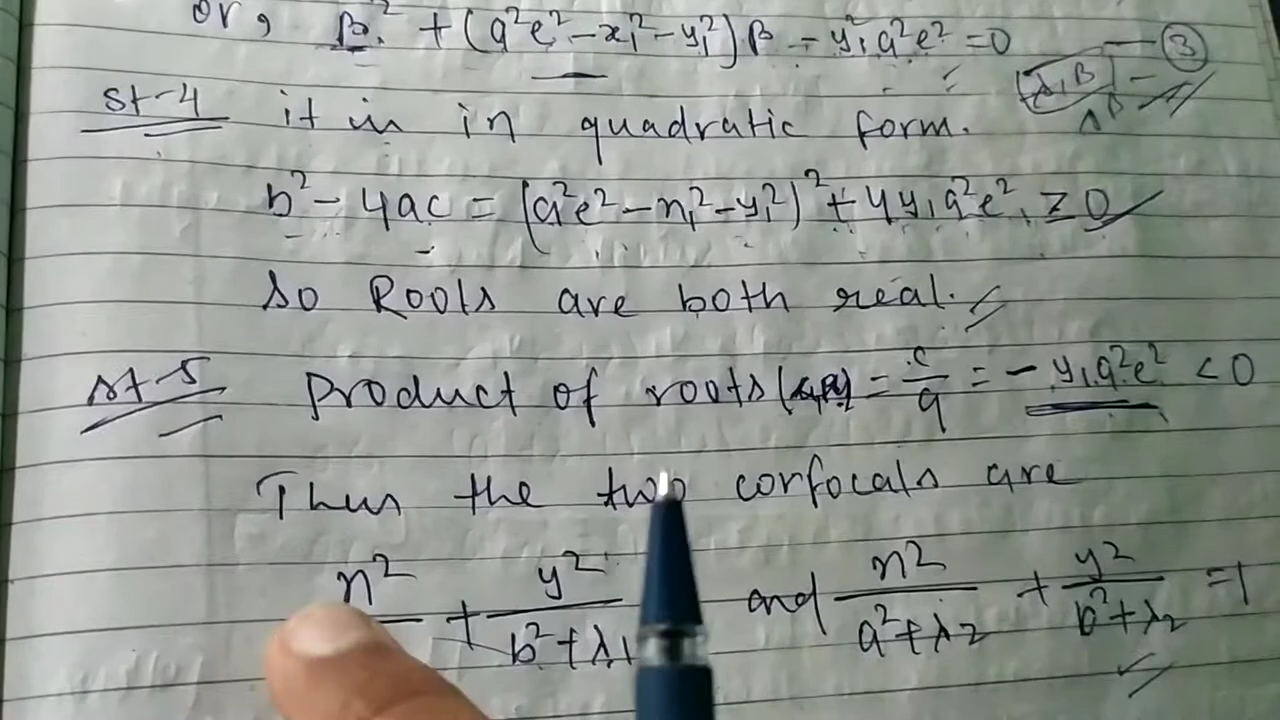 or, β² + (a²e² - x₁² - y₁²)β - y₁²a²e² = 0 — ③
st-4 it in in quadratic form.
b² - 4ac = (a²e² - x₁² - y₁²)² + 4y₁a²e², ≥ 0
so Roots are both real.
st-5 Product of roots = c/a = - y₁a²e² < 0
Thus the two confocals are
x² + y²/b²+λ₁ and x²/a²+λ₂ + y²/b²+λ₂ = 1